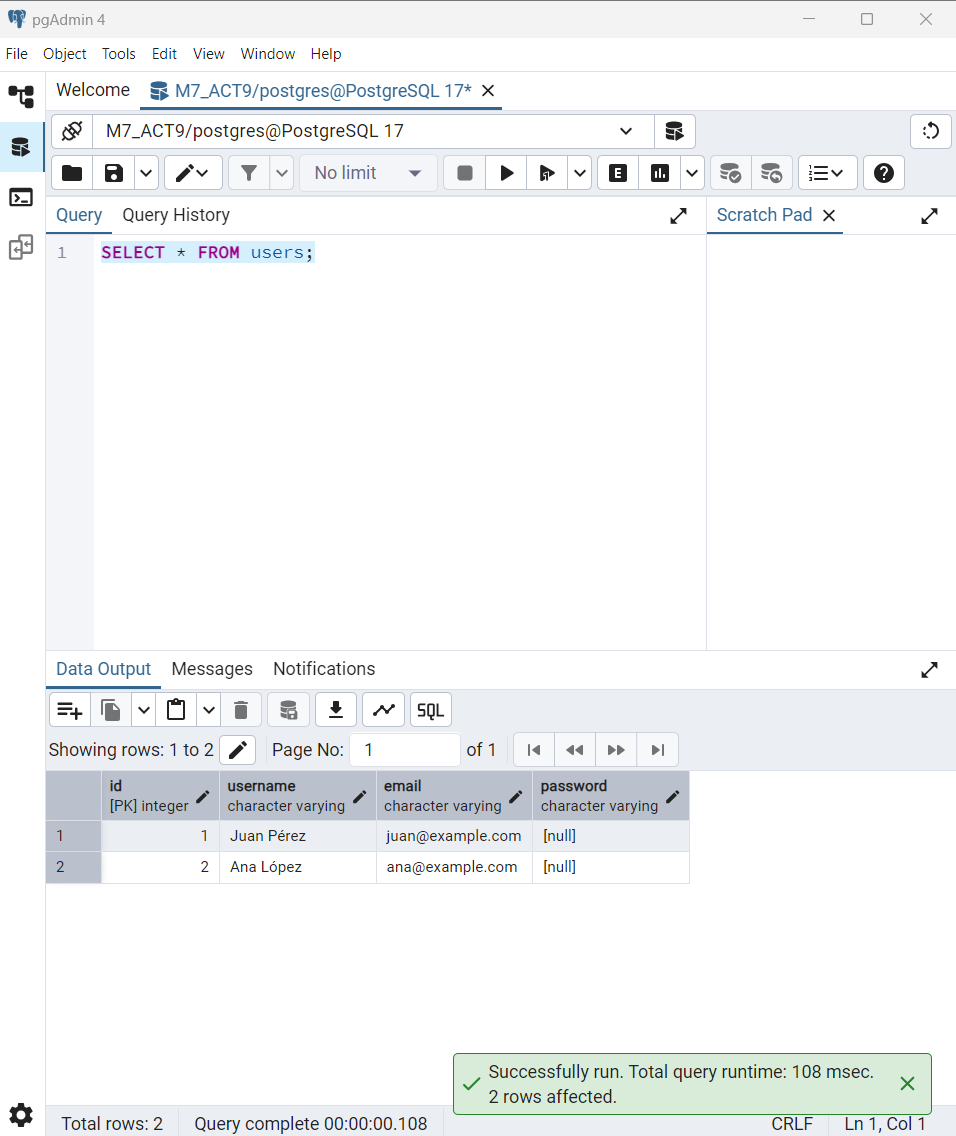 pgAdmin 4
File Object Tools Edit View Window Help
Welcome M7_ACT9/postgres@PostgreSQL 17*
M7_ACT9/postgres@PostgreSQL 17
No limit
E
Query Query History Scratch Pad
1 SELECT * FROM users;
Data Output Messages Notifications
SQL
Showing rows: 1 to 2 Page No: 1 of 1
id username email password
[PK] integer character varying character varying character varying
1 1 Juan Pérez juan@example.com [null]
2 2 Ana López ana@example.com [null]
Successfully run. Total query runtime: 108 msec.
2 rows affected.
Total rows: 2 Query complete 00:00:00.108 CRLF Ln 1, Col 1